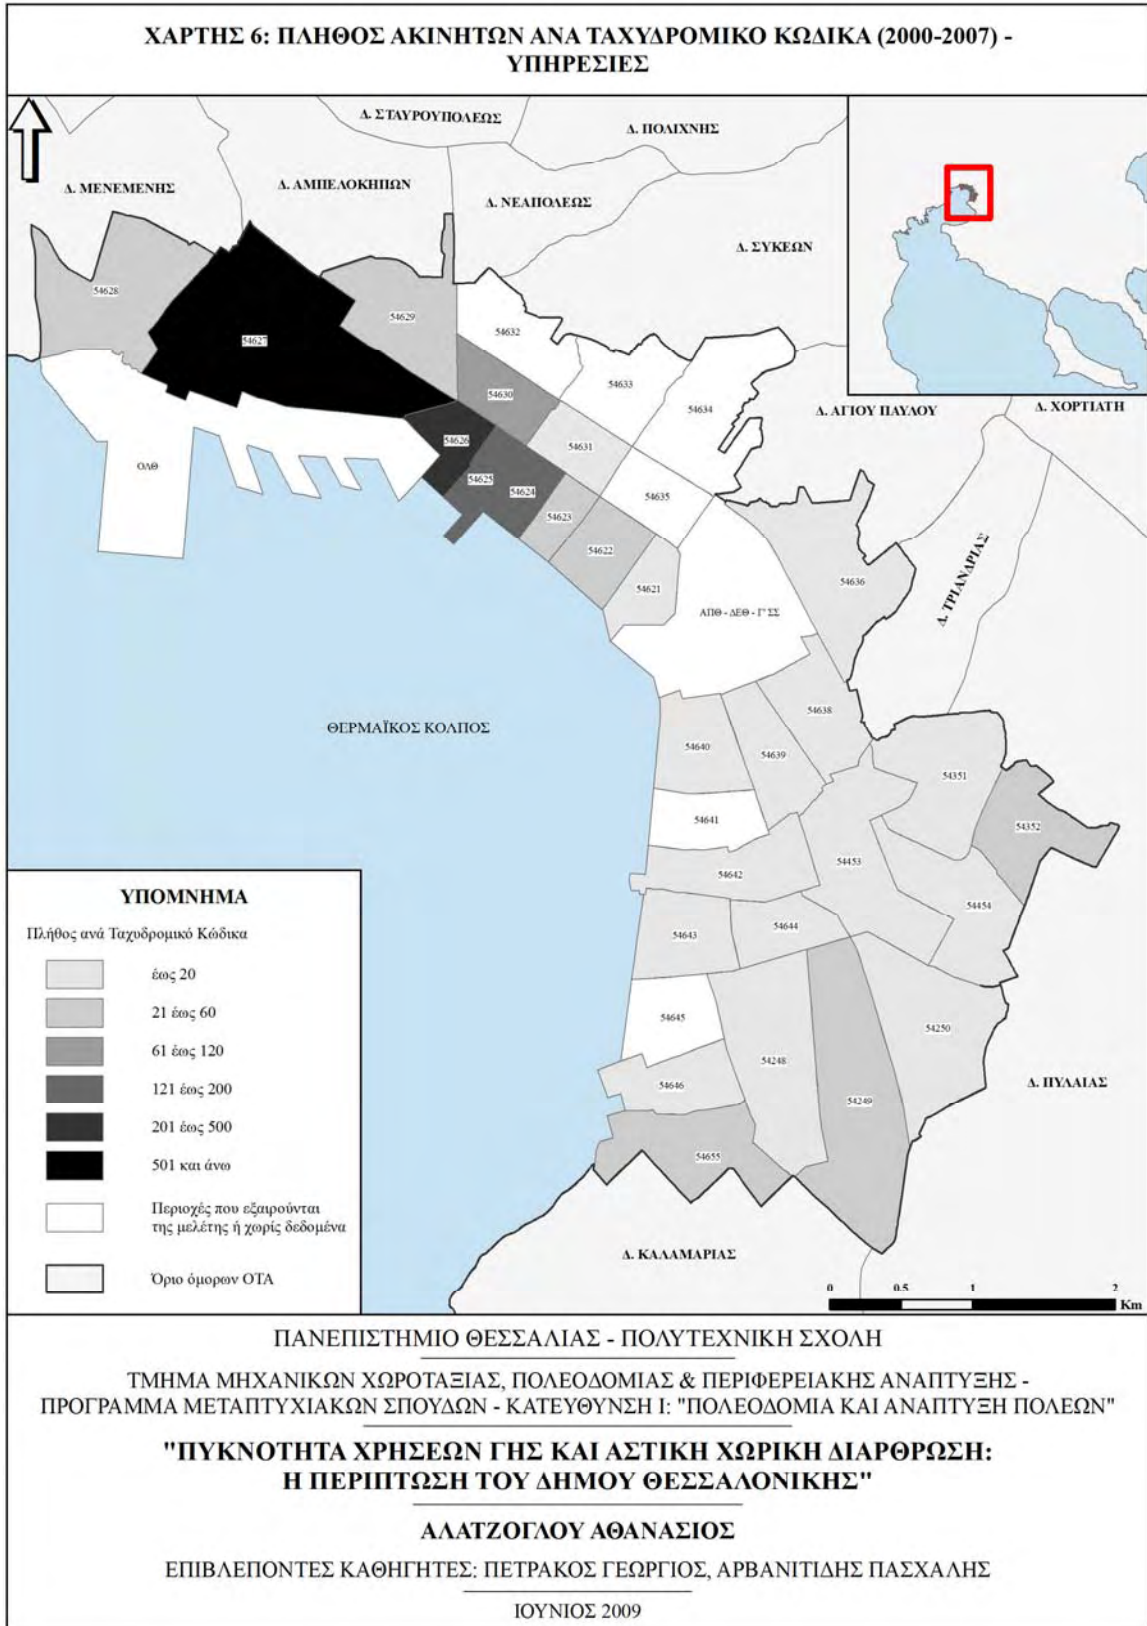 ΧΑΡΤΗΣ 6: ΠΛΗΘΟΣ ΑΚΙΝΗΤΩΝ ΑΝΑ ΤΑΧΥΔΡΟΜΙΚΟ ΚΩΔΙΚΑ (2000-2007) -
ΥΠΗΡΕΣΙΕΣ
Δ. ΣΤΑΥΡΟΥΠΟΛΕΩΣ
Δ. ΠΟΛΙΧΝΗΣ
Δ. ΜΕΝΕΜΕΝΗΣ
Δ. ΑΜΠΕΛΟΚΗΠΩΝ
Δ. ΝΕΑΠΟΛΕΩΣ
Δ. ΣΥΚΕΩΝ
54628
54627
54629
54632
54633
54634
54630
54631
Δ. ΑΓΙΟΥ ΠΑΥΛΟΥ
Δ. ΧΟΡΤΙΑΤΗ
ΟΛΘ
54626
54625
54624
54635
54623
54622
54621
54636
Δ. ΤΡΙΑΝΔΡΙΑΣ
ΑΠΘ - ΔΕΘ - Γ' ΣΣ
ΘΕΡΜΑΪΚΟΣ ΚΟΛΠΟΣ
54638
54640
54639
54351
54641
54352
54642
54453
54454
54643
54644
54645
54250
54248
54646
54249
54655
Δ. ΠΥΛΑΙΑΣ
Δ. ΚΑΛΑΜΑΡΙΑΣ
ΥΠΟΜΝΗΜΑ
Πλήθος ανά Ταχυδρομικό Κώδικα
έως 20
21 έως 60
61 έως 120
121 έως 200
201 έως 500
501 και άνω
Περιοχές που εξαιρούνται
της μελέτης ή χωρίς δεδομένα
Όριο όμορων ΟΤΑ
0 0.5 1 2
Km
ΠΑΝΕΠΙΣΤΗΜΙΟ ΘΕΣΣΑΛΙΑΣ - ΠΟΛΥΤΕΧΝΙΚΗ ΣΧΟΛΗ
ΤΜΗΜΑ ΜΗΧΑΝΙΚΩΝ ΧΩΡΟΤΑΞΙΑΣ, ΠΟΛΕΟΔΟΜΙΑΣ & ΠΕΡΙΦΕΡΕΙΑΚΗΣ ΑΝΑΠΤΥΞΗΣ -
ΠΡΟΓΡΑΜΜΑ ΜΕΤΑΠΤΥΧΙΑΚΩΝ ΣΠΟΥΔΩΝ - ΚΑΤΕΥΘΥΝΣΗ Ι: "ΠΟΛΕΟΔΟΜΙΑ ΚΑΙ ΑΝΑΠΤΥΞΗ ΠΟΛΕΩΝ"
"ΠΥΚΝΟΤΗΤΑ ΧΡΗΣΕΩΝ ΓΗΣ ΚΑΙ ΑΣΤΙΚΗ ΧΩΡΙΚΗ ΔΙΑΡΘΡΩΣΗ:
Η ΠΕΡΙΠΤΩΣΗ ΤΟΥ ΔΗΜΟΥ ΘΕΣΣΑΛΟΝΙΚΗΣ"
ΑΛΑΤΖΟΓΛΟΥ ΑΘΑΝΑΣΙΟΣ
ΕΠΙΒΛΕΠΟΝΤΕΣ ΚΑΘΗΓΗΤΕΣ: ΠΕΤΡΑΚΟΣ ΓΕΩΡΓΙΟΣ, ΑΡΒΑΝΙΤΙΔΗΣ ΠΑΣΧΑΛΗΣ
ΙΟΥΝΙΟΣ 2009